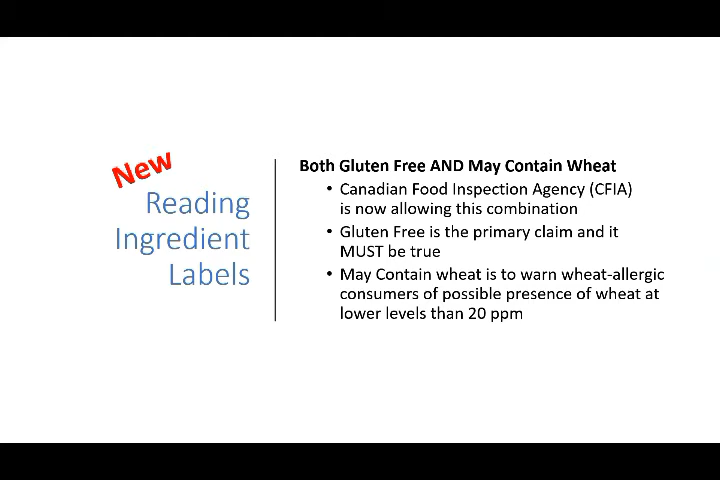 New
Reading
Ingredient
Labels
Both Gluten Free AND May Contain Wheat
• Canadian Food Inspection Agency (CFIA)
is now allowing this combination
• Gluten Free is the primary claim and it
MUST be true
• May Contain wheat is to warn wheat-allergic
consumers of possible presence of wheat at
lower levels than 20 ppm